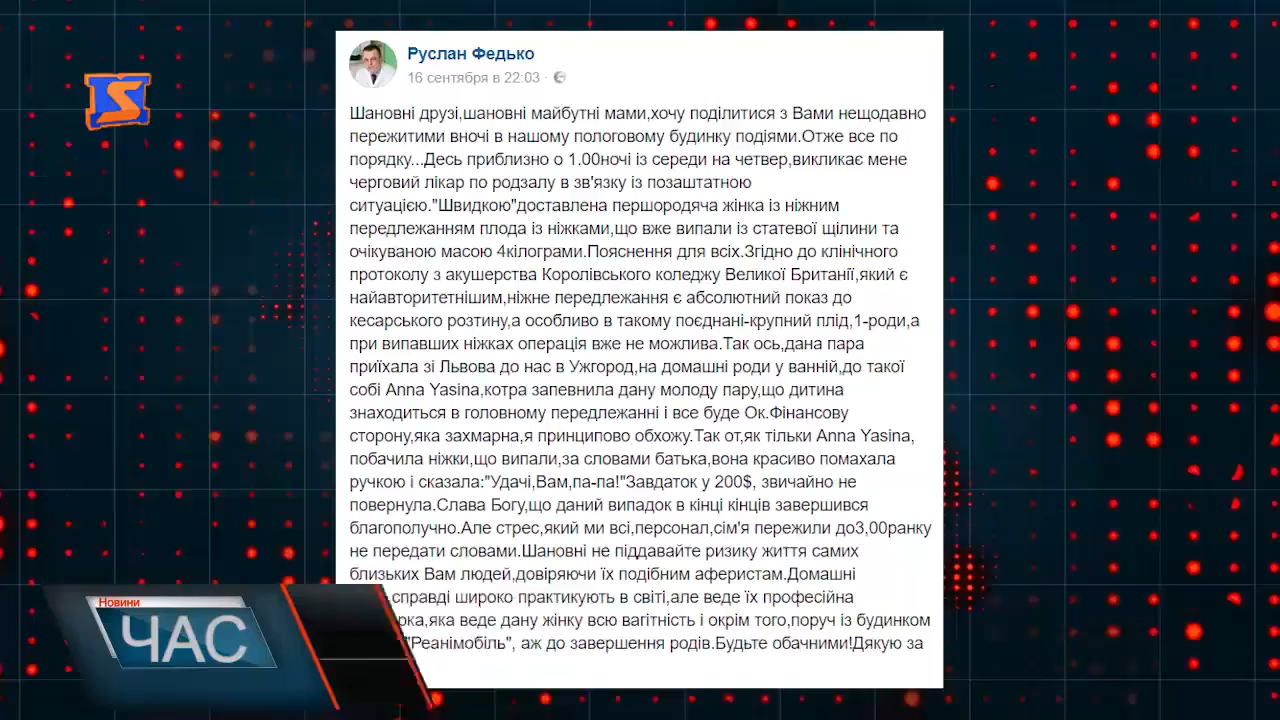 Руслан Федько
16 сентября в 22:03 ·
Шановні друзі,шановні майбутні мами,хочу поділитися з Вами нещодавно
пережитими вночі в нашому пологовому будинку подіями.Отже все по
порядку...Десь приблизно о 1.00ночі із середи на четвер,викликає мене
черговий лікар по родзалу в зв'язку із позаштатною
ситуацією."Швидкою"доставлена першородяча жінка із ніжним
передлежанням плода із ніжками,що вже випали із статевої щілини та
очікуваною масою 4кілограми.Пояснення для всіх.Згідно до клінічного
протоколу з акушерства Королівського коледжу Великої Британії,який є
найавторитетнішим,ніжне передлежання є абсолютний показ до
кесарського розтину,а особливо в такому поєднані-крупний плід,1-роди,а
при випавших ніжках операція вже не можлива.Так ось,дана пара
приїхала зі Львова до нас в Ужгород,на домашні роди у ванній,до такої
собі Anna Yasina,котра запевнила дану молоду пару,що дитина
знаходиться в головному передлежанні і все буде Ок.Фінансову
сторону,яка захмарна,я принципово обхожу.Так от,як тільки Anna Yasina,
побачила ніжки,що випали,за словами батька,вона красиво помахала
ручкою і сказала:"Удачі,Вам,па-па!"Завдаток у 200$, звичайно не
повернула.Слава Богу,що даний випадок в кінці кінців завершився
благополучно.Але стрес,який ми всі,персонал,сім'я пережили до3,00ранку
не передати словами.Шановні не піддавайте ризику життя самих
близьких Вам людей,довіряючи їх подібним аферистам.Домашні
справді широко практикують в світі,але веде їх професійна
рка,яка веде дану жінку всю вагітність і окрім того,поруч із будинком
"Реанімобіль", аж до завершення родів.Будьте обачними!Дякую за
Новини
ЧАС